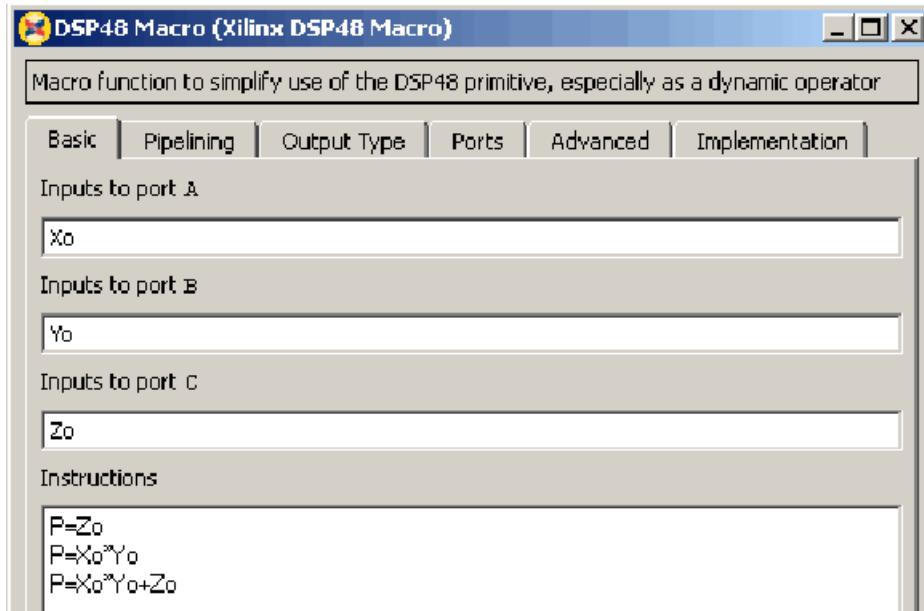 DSP48 Macro (Xilinx DSP48 Macro)
Macro function to simplify use of the DSP48 primitive, especially as a dynamic operator
Basic Pipelining Output Type Ports Advanced Implementation
Inputs to port A
Xo
Inputs to port B
Yo
Inputs to port C
Zo
Instructions
P=Zo
P=Xo*Yo
P=Xo*Yo+Zo